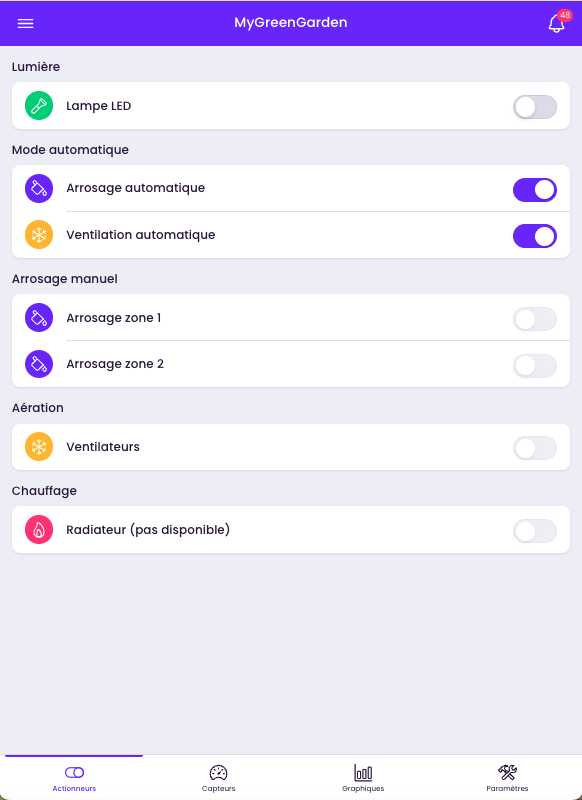 MyGreenGarden
48
Lumière
Lampe LED
Mode automatique
Arrosage automatique
Ventilation automatique
Arrosage manuel
Arrosage zone 1
Arrosage zone 2
Aération
Ventilateurs
Chauffage
Radiateur (pas disponible)
Actionneurs
Capteurs
Graphiques
Paramètres